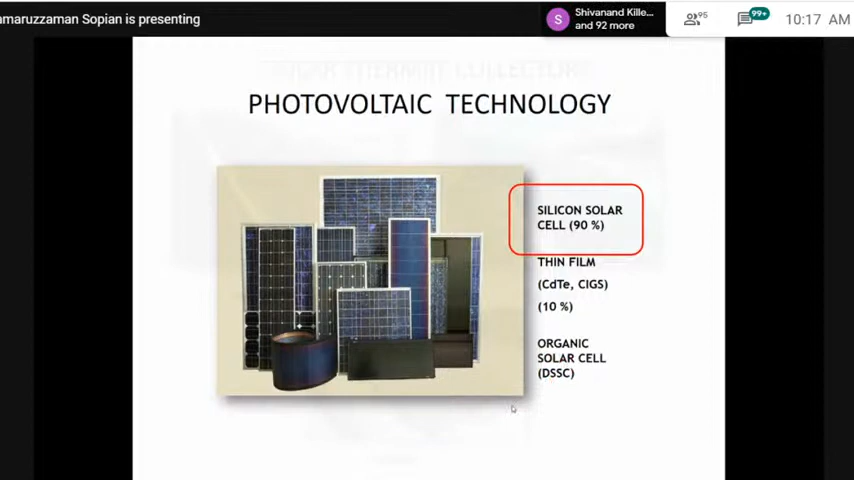 amaruzzaman Sopian is presenting
S
Shivanand Kille...
and 92 more
95
99+
10:17 AM
PHOTOVOLTAIC TECHNOLOGY
SILICON SOLAR
CELL (90 %)
THIN FILM
(CdTe, CIGS)
(10 %)
ORGANIC
SOLAR CELL
(DSSC)